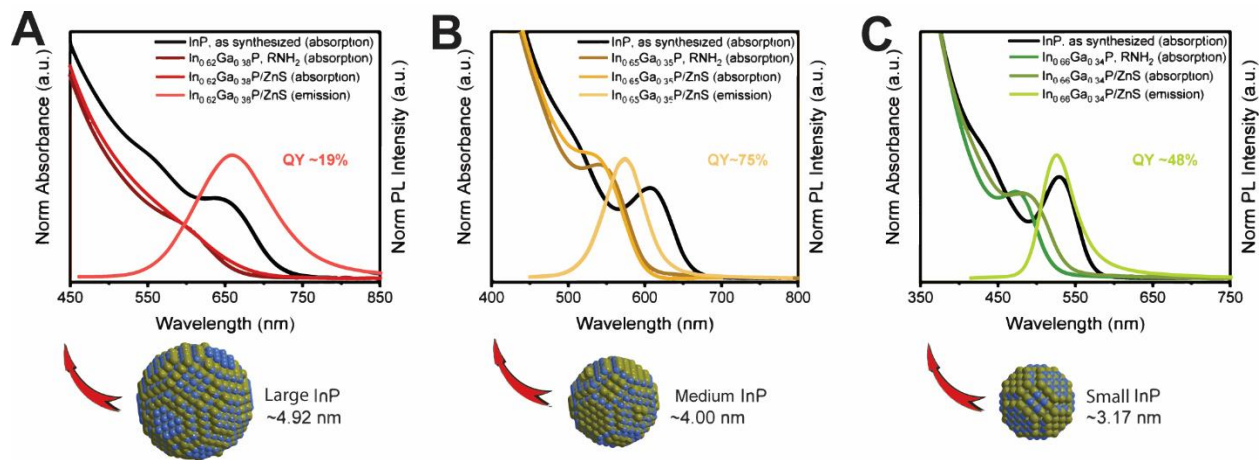 A
Norm Absorbance (a.u.)
InP, as synthesized (absorption)
In0.62Ga0.38P, RNH2 (absorption)
In0.62Ga0.38P/ZnS (absorption)
In0.62Ga0.38P/ZnS (emission)
QY ~19%
Norm PL Intensity (a.u.)
450 550 650 750 850
Wavelength (nm)
Large InP
~4.92 nm
B
Norm Absorbance (a.u.)
InP, as synthesized (absorption)
In0.65Ga0.35P, RNH2 (absorption)
In0.65Ga0.35P/ZnS (absorption)
In0.65Ga0.35P/ZnS (emission)
QY ~75%
Norm PL Intensity (a.u.)
400 500 600 700 800
Wavelength (nm)
Medium InP
~4.00 nm
C
Norm Absorbance (a.u.)
InP, as synthesized (absorption)
In0.66Ga0.34P, RNH2 (absorption)
In0.66Ga0.34P/ZnS (absorption)
In0.66Ga0.34P/ZnS (emission)
QY ~48%
Norm PL Intensity (a.u.)
350 450 550 650 750
Wavelength (nm)
Small InP
~3.17 nm